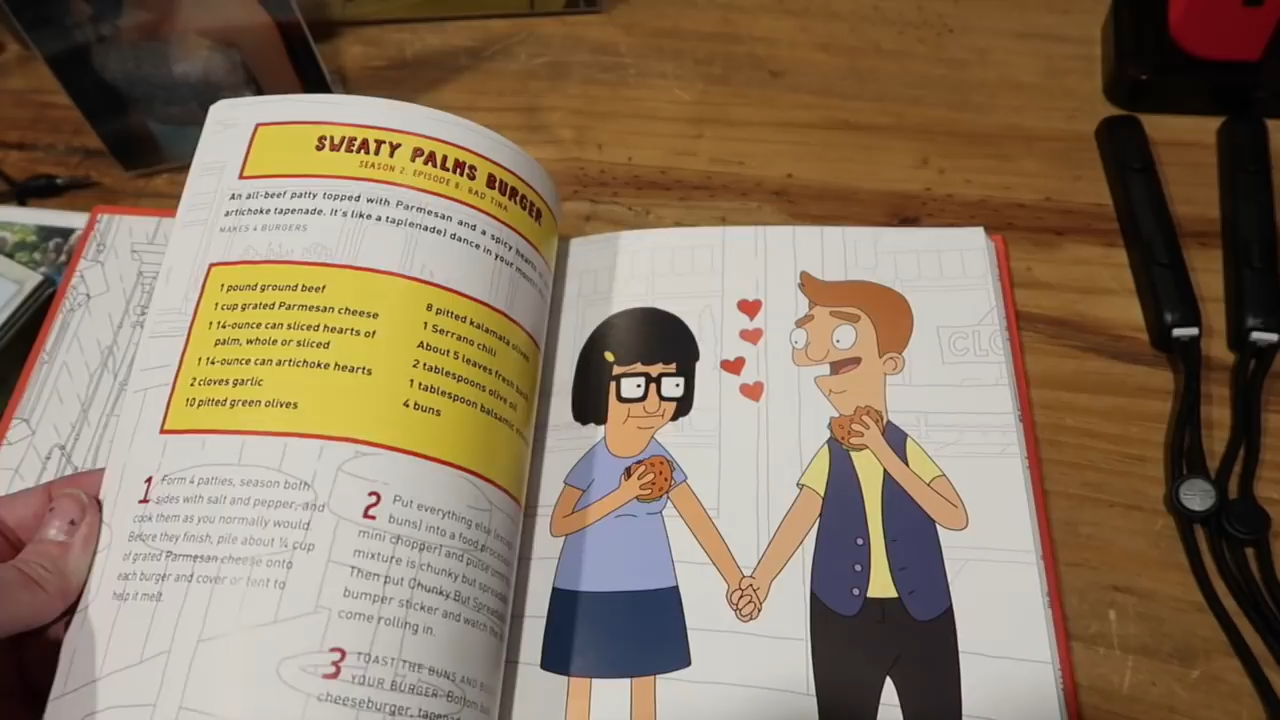 SWEATY PALMS BURGER
SEASON 2, EPISODE 8: BAD TINA
An all-beef patty topped with Parmesan and a spicy hearts of
artichoke tapenade. It's like a tap(enade) dance in your mouth!
MAKES 4 BURGERS
1 pound ground beef
1 cup grated Parmesan cheese
1 14-ounce can sliced hearts of
palm, whole or sliced
1 14-ounce can artichoke hearts
2 cloves garlic
10 pitted green olives
8 pitted kalamata olives
1 Serrano chili
About 5 leaves fresh basil
2 tablespoons olive oil
1 tablespoon balsamic
4 buns
1 Form 4 patties, season both
sides with salt and pepper, and
cook them as you normally would.
Before they finish, pile about ¼ cup
of grated Parmesan cheese onto
each burger and cover or tent to
help it melt.
2 Put everything else (except
buns) into a food processor
mini chopper) and pulse until
mixture is chunky but spreadable.
Then put Chunky But Spreadable
bumper sticker and watch the
come rolling in.
3 TOAST THE BUNS AND
YOUR BURGER: Bottom bun,
cheeseburger,
CLO